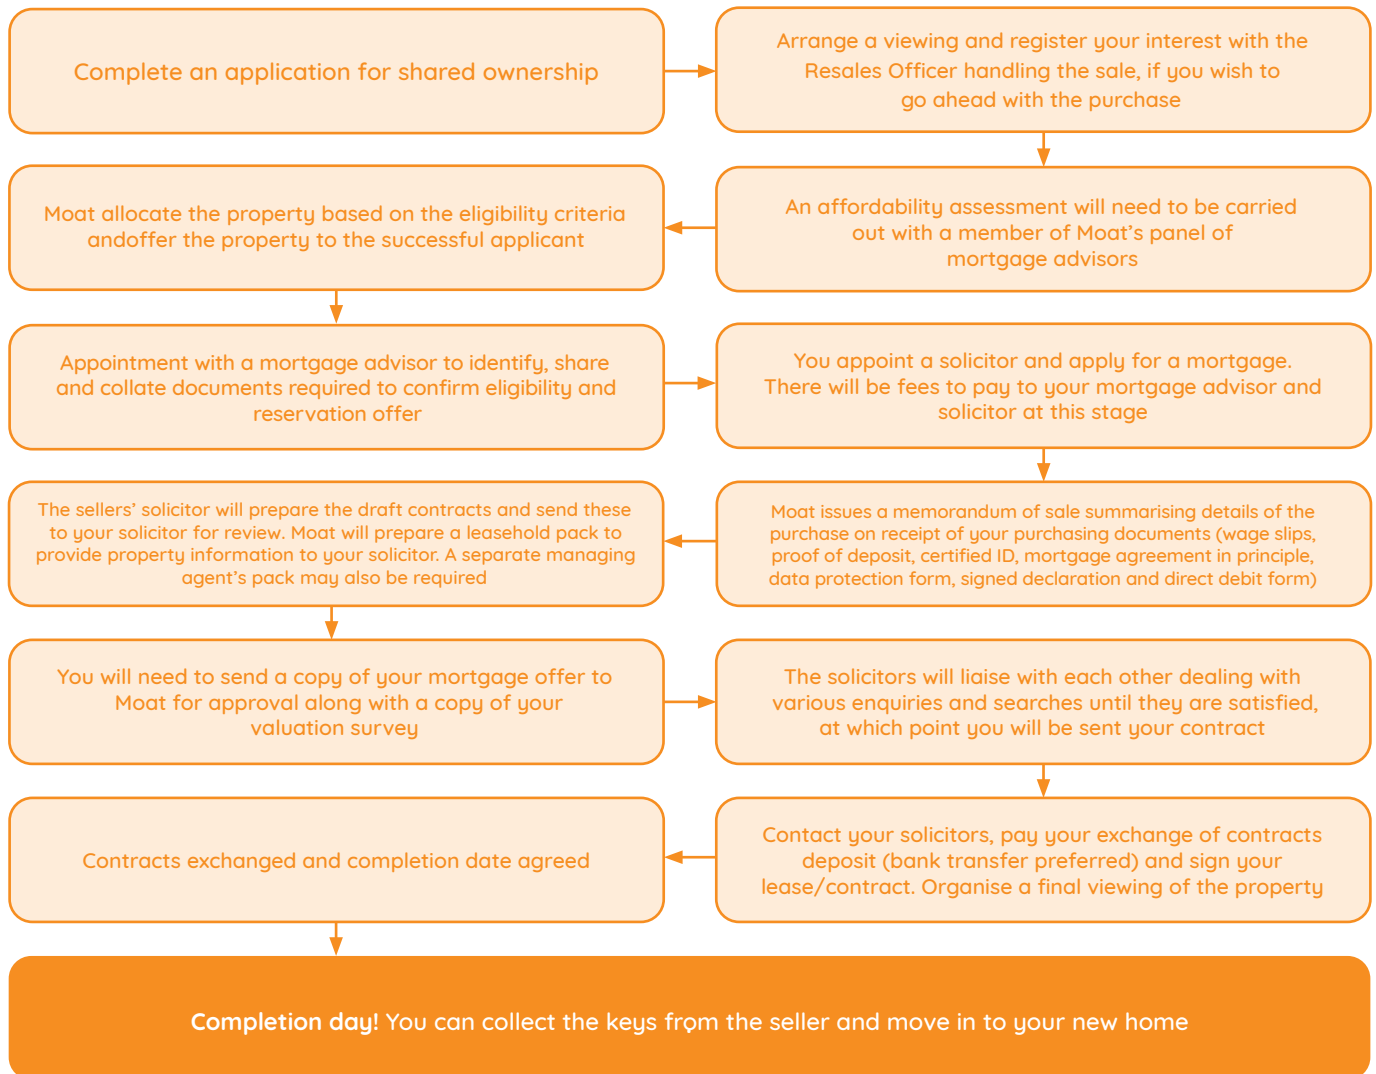 Complete an application for shared ownership
Arrange a viewing and register your interest with the
Resales Officer handling the sale, if you wish to
go ahead with the purchase
An affordability assessment will need to be carried
out with a member of Moat’s panel of
mortgage advisors
Moat allocate the property based on the eligibility criteria
andoffer the property to the successful applicant
Appointment with a mortgage advisor to identify, share
and collate documents required to confirm eligibility and
reservation offer
You appoint a solicitor and apply for a mortgage.
There will be fees to pay to your mortgage advisor and
solicitor at this stage
Moat issues a memorandum of sale summarising details of the
purchase on receipt of your purchasing documents (wage slips,
proof of deposit, certified ID, mortgage agreement in principle,
data protection form, signed declaration and direct debit form)
The sellers’ solicitor will prepare the draft contracts and send these
to your solicitor for review. Moat will prepare a leasehold pack to
provide property information to your solicitor. A separate managing
agent’s pack may also be required
You will need to send a copy of your mortgage offer to
Moat for approval along with a copy of your
valuation survey
The solicitors will liaise with each other dealing with
various enquiries and searches until they are satisfied,
at which point you will be sent your contract
Contact your solicitors, pay your exchange of contracts
deposit (bank transfer preferred) and sign your
lease/contract. Organise a final viewing of the property
Contracts exchanged and completion date agreed
Completion day! You can collect the keys from the seller and move in to your new home